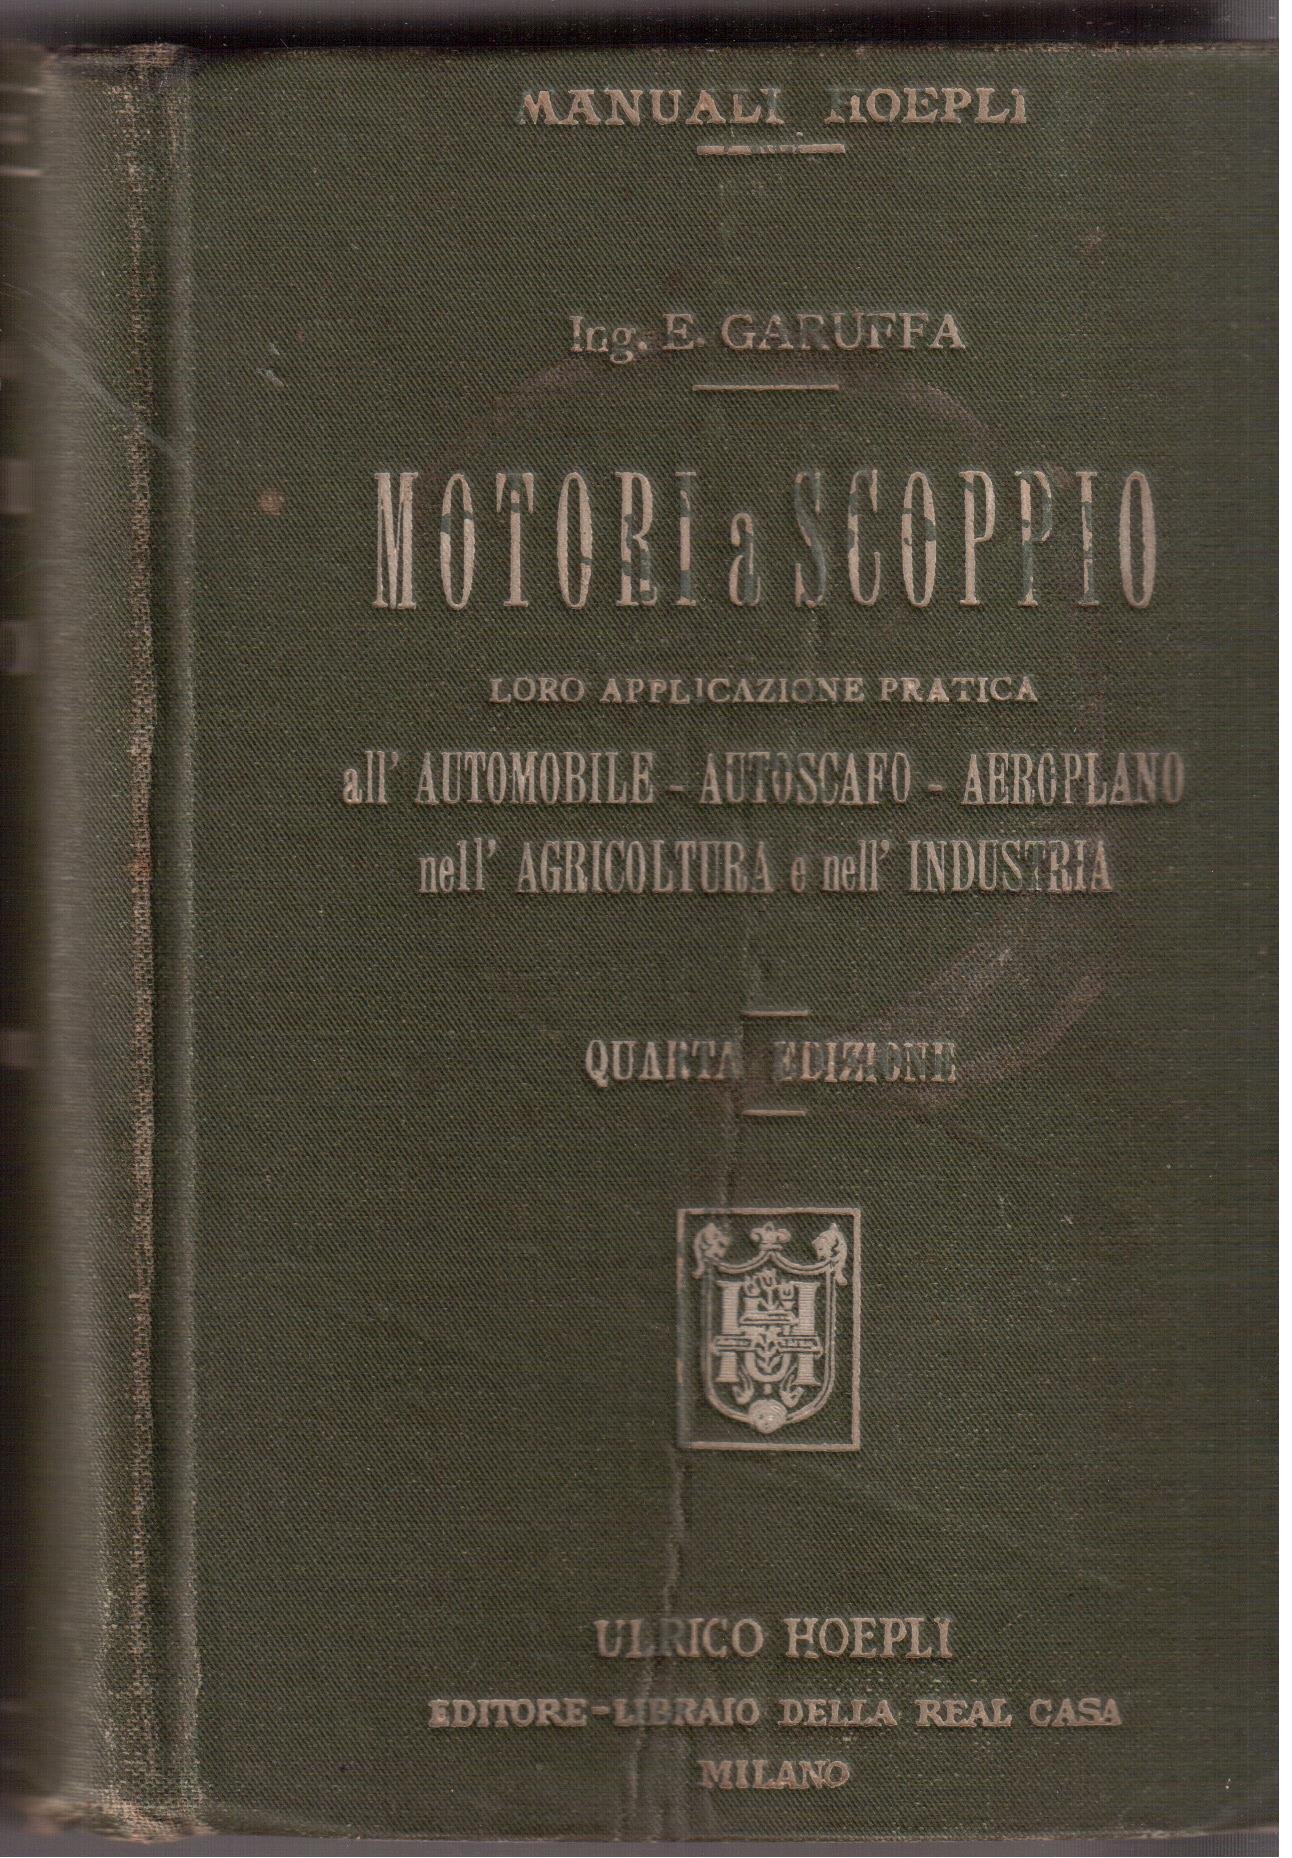 MANUALI HOEPLI
Ing. E. GARUFFA
MOTORI a SCOPPIO
LORO APPLICAZIONE PRATICA
all' AUTOMOBILE - AUTOSCAFO - AEROPLANO
nell' AGRICOLTURA e nell' INDUSTRIA
QUARTA EDIZIONE
ULRICO HOEPLI
EDITORE-LIBRAIO DELLA REAL CASA
MILANO